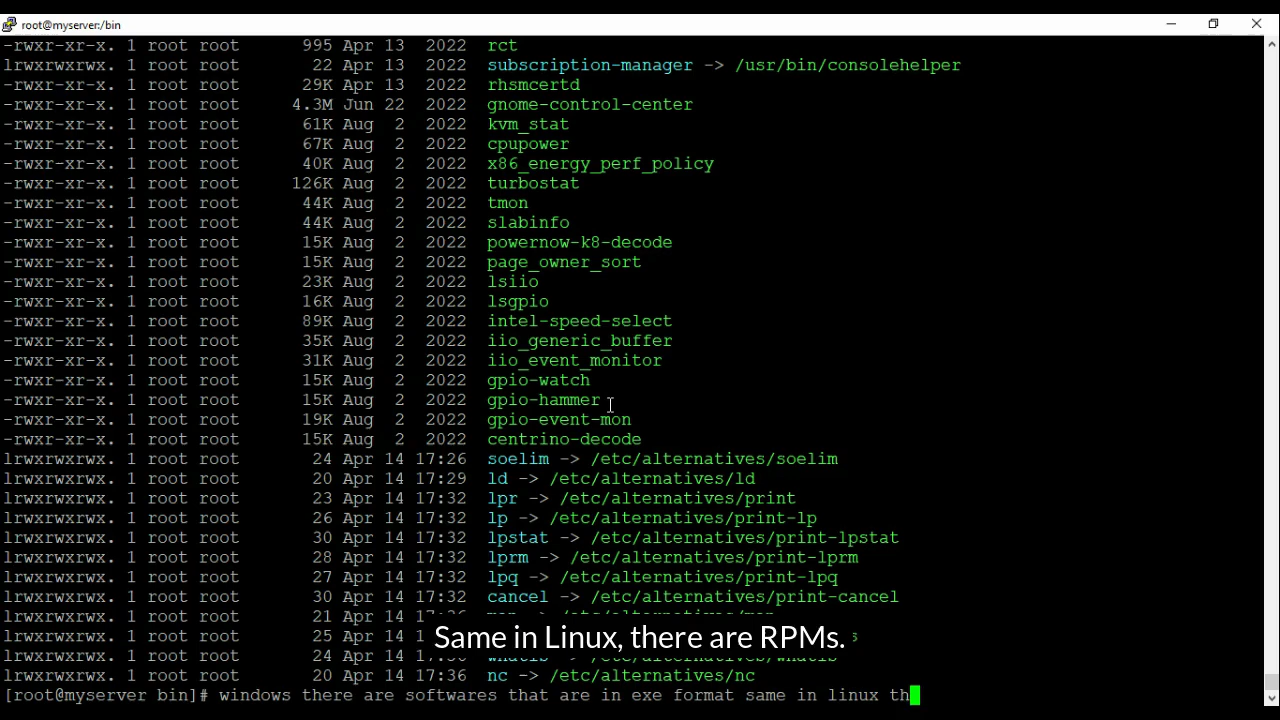 root@myserver:/bin
-rwxr-xr-x. 1 root root 995 Apr 13 2022 rct
lrwxrwxrwx. 1 root root 22 Apr 13 2022 subscription-manager -> /usr/bin/consolehelper
-rwxr-xr-x. 1 root root 29K Apr 13 2022 rhsmcertd
-rwxr-xr-x. 1 root root 4.3M Jun 22 2022 gnome-control-center
-rwxr-xr-x. 1 root root 61K Aug 2 2022 kvm_stat
-rwxr-xr-x. 1 root root 67K Aug 2 2022 cpupower
-rwxr-xr-x. 1 root root 40K Aug 2 2022 x86_energy_perf_policy
-rwxr-xr-x. 1 root root 126K Aug 2 2022 turbostat
-rwxr-xr-x. 1 root root 44K Aug 2 2022 tmon
-rwxr-xr-x. 1 root root 44K Aug 2 2022 slabinfo
-rwxr-xr-x. 1 root root 15K Aug 2 2022 powernow-k8-decode
-rwxr-xr-x. 1 root root 15K Aug 2 2022 page_owner_sort
-rwxr-xr-x. 1 root root 23K Aug 2 2022 lsiio
-rwxr-xr-x. 1 root root 16K Aug 2 2022 lsgpio
-rwxr-xr-x. 1 root root 89K Aug 2 2022 intel-speed-select
-rwxr-xr-x. 1 root root 35K Aug 2 2022 iio_generic_buffer
-rwxr-xr-x. 1 root root 31K Aug 2 2022 iio_event_monitor
-rwxr-xr-x. 1 root root 15K Aug 2 2022 gpio-watch
-rwxr-xr-x. 1 root root 15K Aug 2 2022 gpio-hammer
-rwxr-xr-x. 1 root root 19K Aug 2 2022 gpio-event-mon
-rwxr-xr-x. 1 root root 15K Aug 2 2022 centrino-decode
lrwxrwxrwx. 1 root root 24 Apr 14 17:26 soelim -> /etc/alternatives/soelim
lrwxrwxrwx. 1 root root 20 Apr 14 17:29 ld -> /etc/alternatives/ld
lrwxrwxrwx. 1 root root 23 Apr 14 17:32 lpr -> /etc/alternatives/print
lrwxrwxrwx. 1 root root 26 Apr 14 17:32 lp -> /etc/alternatives/print-lp
lrwxrwxrwx. 1 root root 30 Apr 14 17:32 lpstat -> /etc/alternatives/print-lpstat
lrwxrwxrwx. 1 root root 28 Apr 14 17:32 lprm -> /etc/alternatives/print-lprm
lrwxrwxrwx. 1 root root 27 Apr 14 17:32 lpq -> /etc/alternatives/print-lpq
lrwxrwxrwx. 1 root root 30 Apr 14 17:32 cancel -> /etc/alternatives/print-cancel
lrwxrwxrwx. 1 root root 21 Apr 14
lrwxrwxrwx. 1 root root 25 Apr 14
Same in Linux, there are RPMs.
lrwxrwxrwx. 1 root root 24 Apr 14
lrwxrwxrwx. 1 root root 20 Apr 14 17:36 nc -> /etc/alternatives/nc
[root@myserver bin]# windows there are softwares that are in exe format same in linux th